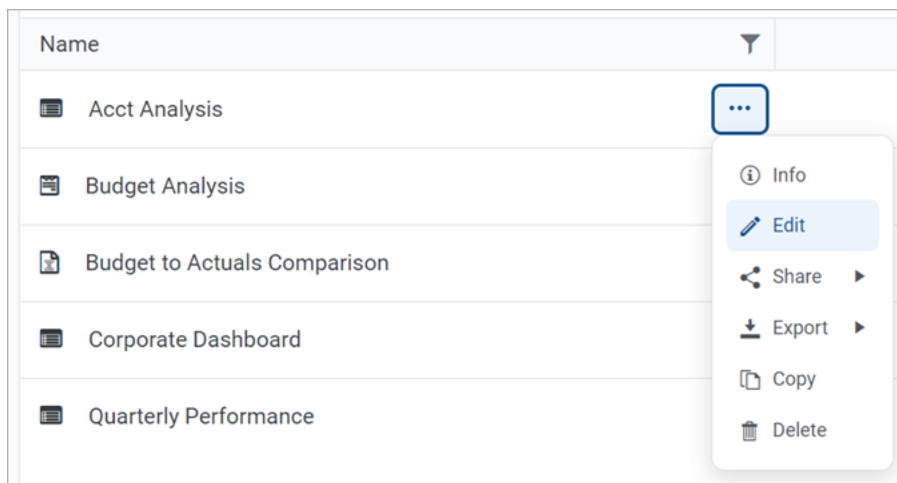 Name
Acct Analysis
Budget Analysis
Budget to Actuals Comparison
Corporate Dashboard
Quarterly Performance
Info
Edit
Share
Export
Copy
Delete